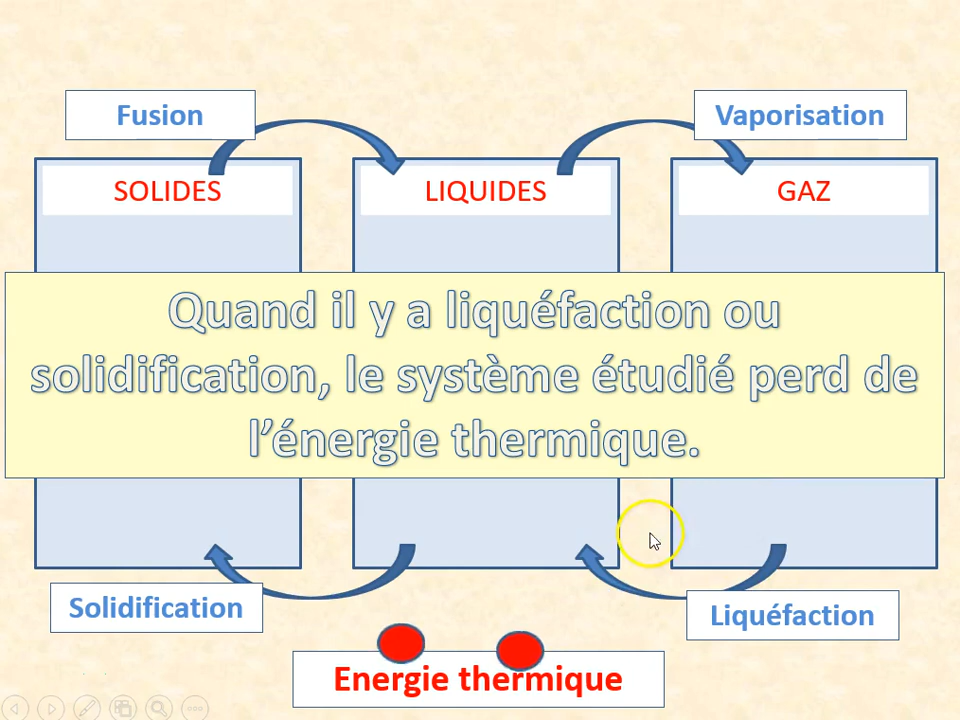 Fusion
Vaporisation
SOLIDES
LIQUIDES
GAZ
Quand il y a liquéfaction ou
solidification, le système étudié perd de
l’énergie thermique.
Solidification
Liquéfaction
Energie thermique